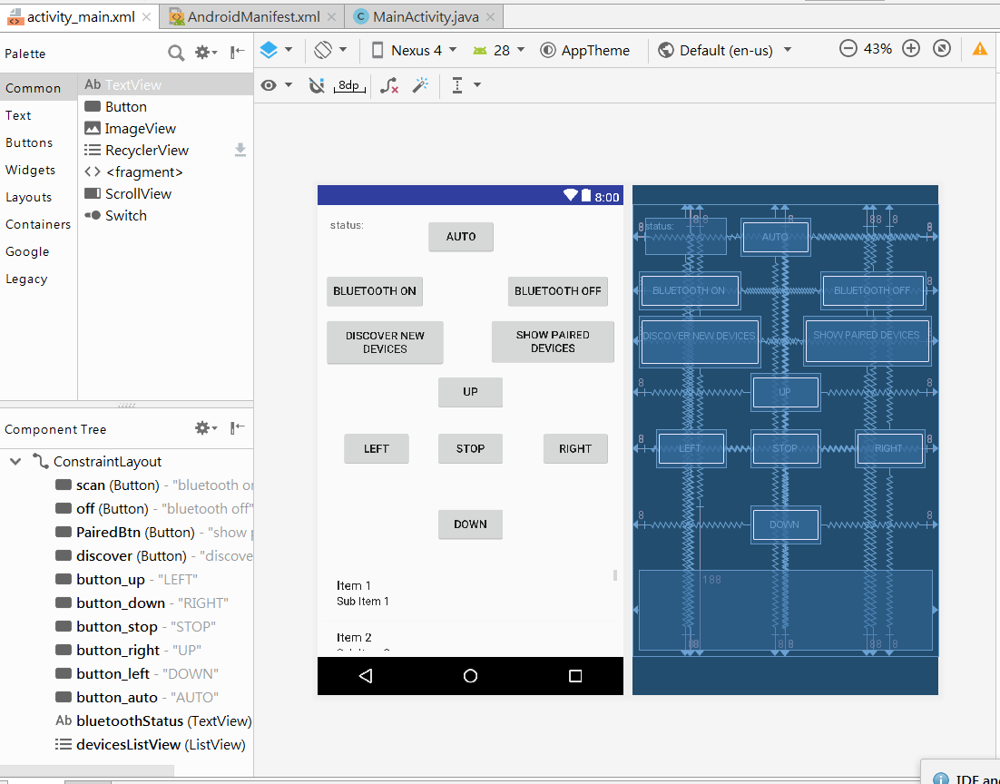 activity_main.xml AndroidManifest.xml MainActivity.java
Palette
Nexus 4 28 AppTheme Default (en-us) 43%
8dp
Common
Text
Buttons
Widgets
Layouts
Containers
Google
Legacy
Ab TextView
Button
ImageView
RecyclerView
<fragment>
ScrollView
Switch
Component Tree
ConstraintLayout
scan (Button) - "bluetooth on
off (Button) - "bluetooth off"
PairedBtn (Button) - "show p
discover (Button) - "discove
button_up - "LEFT"
button_down - "RIGHT"
button_stop - "STOP"
button_right - "UP"
button_left - "DOWN"
button_auto - "AUTO"
Ab bluetoothStatus (TextView)
devicesListView (ListView)
8:00
status:
AUTO
BLUETOOTH ON BLUETOOTH OFF
DISCOVER NEW
DEVICES
SHOW PAIRED
DEVICES
UP
LEFT STOP RIGHT
DOWN
Item 1
Sub Item 1
Item 2
8 8 8 88 8
8 status: AUTO 8
BLUETOOTH ON BLUETOOTH OFF 8
DISCOVER NEW DEVICES SHOW PAIRED DEVICES
8 UP 8
8 LEFT STOP RIGHT 8
8 DOWN 8
188
88 8 8 88 8